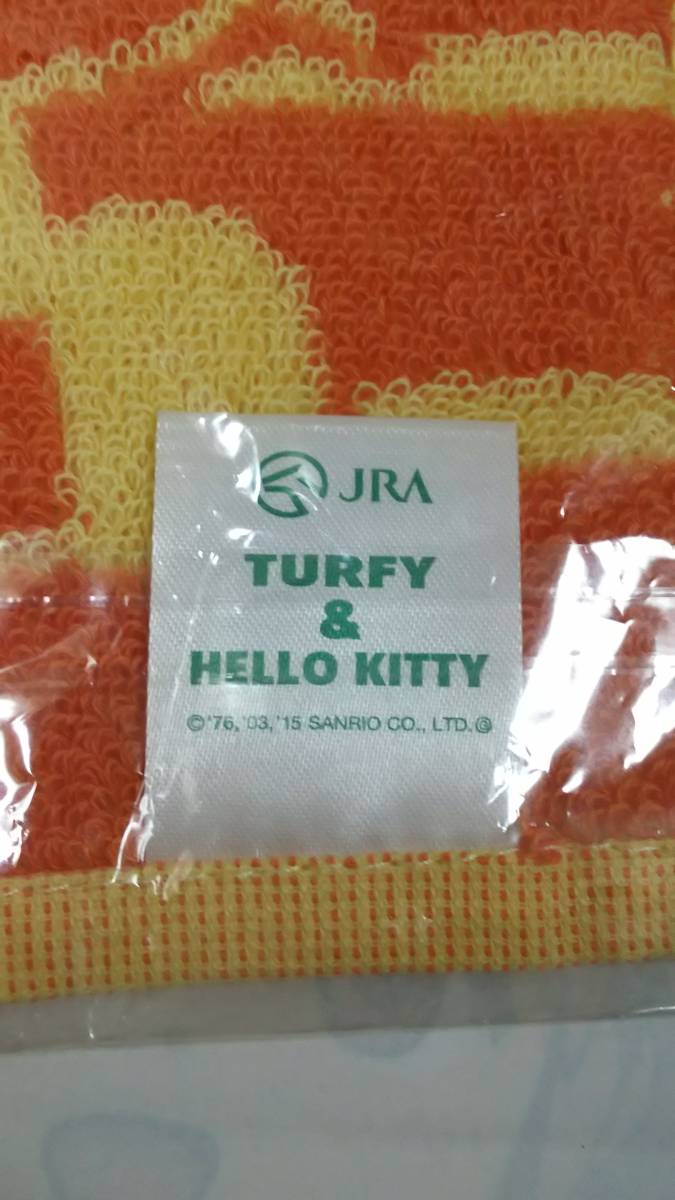 JRA
TURFY
&
HELLO KITTY
©'76,'03,'15 SANRIO CO., LTD. Ⓖ